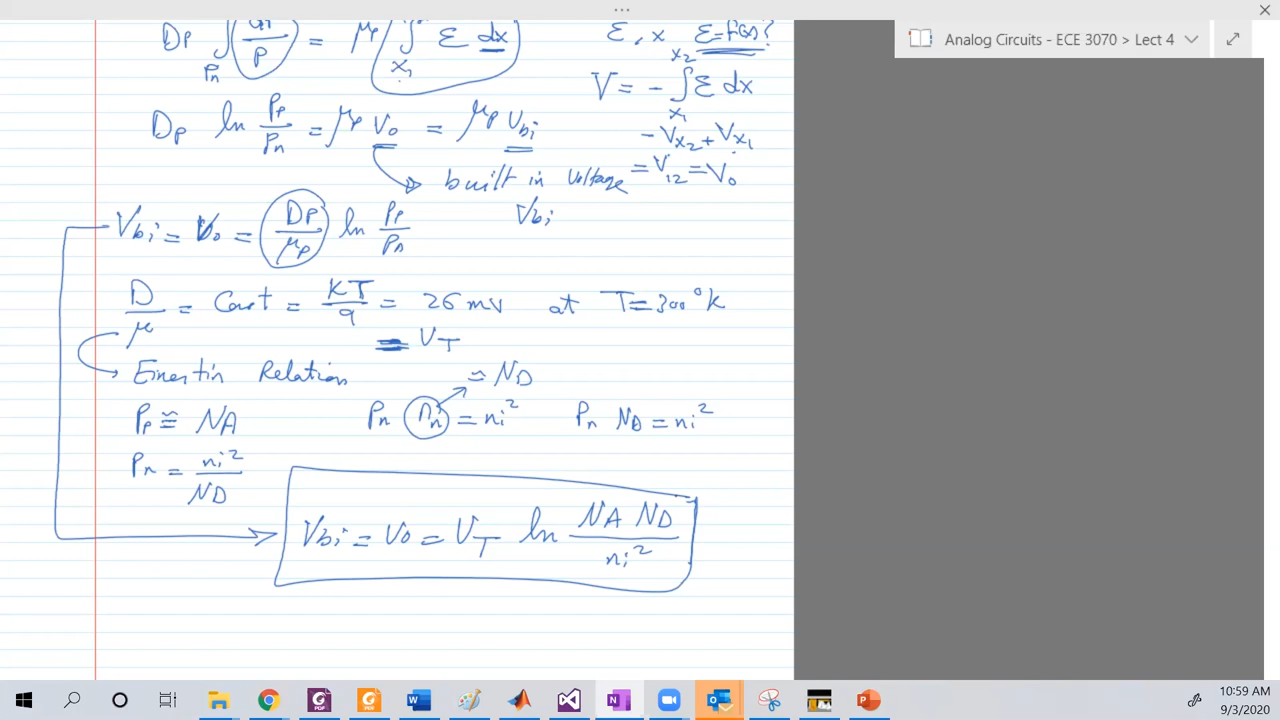 Analog Circuits - ECE 3070 > Lect 4
Dp ∫ = μp ∫ ε dx
Pn P x1
ε, x ε=f(x)?
V = - ∫ ε dx
x2
x1
- Vx2 + Vx1
= V12 = V0
Dp ln Pp/Pn = μp V0 = μp Vbi
built in voltage
Vbi
Vbi = V0 = Dp/μp ln Pp/Pn
D/μ = Const = KT/q = 26 mV at T=300°k
= VT
Einestin Relation
≈ ND
Pp ≅ NA Pn nn = ni² Pn ND = ni²
Pn = ni²/ND
Vbi = V0 = VT ln NA ND/ni²
10:59 AM
9/3/2020